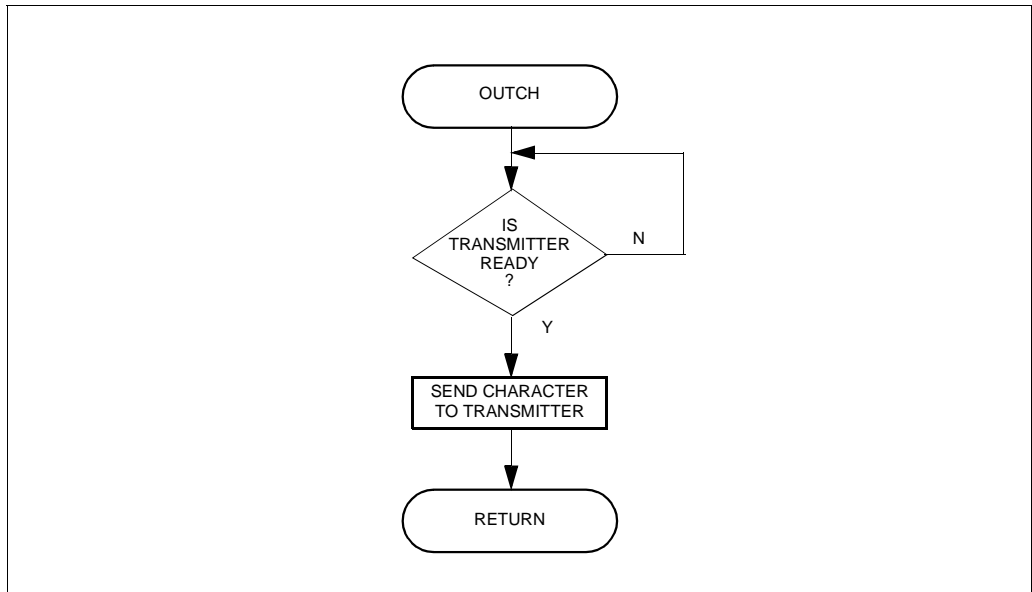 OUTCH
IS
TRANSMITTER
READY
?
N
Y
SEND CHARACTER
TO TRANSMITTER
RETURN